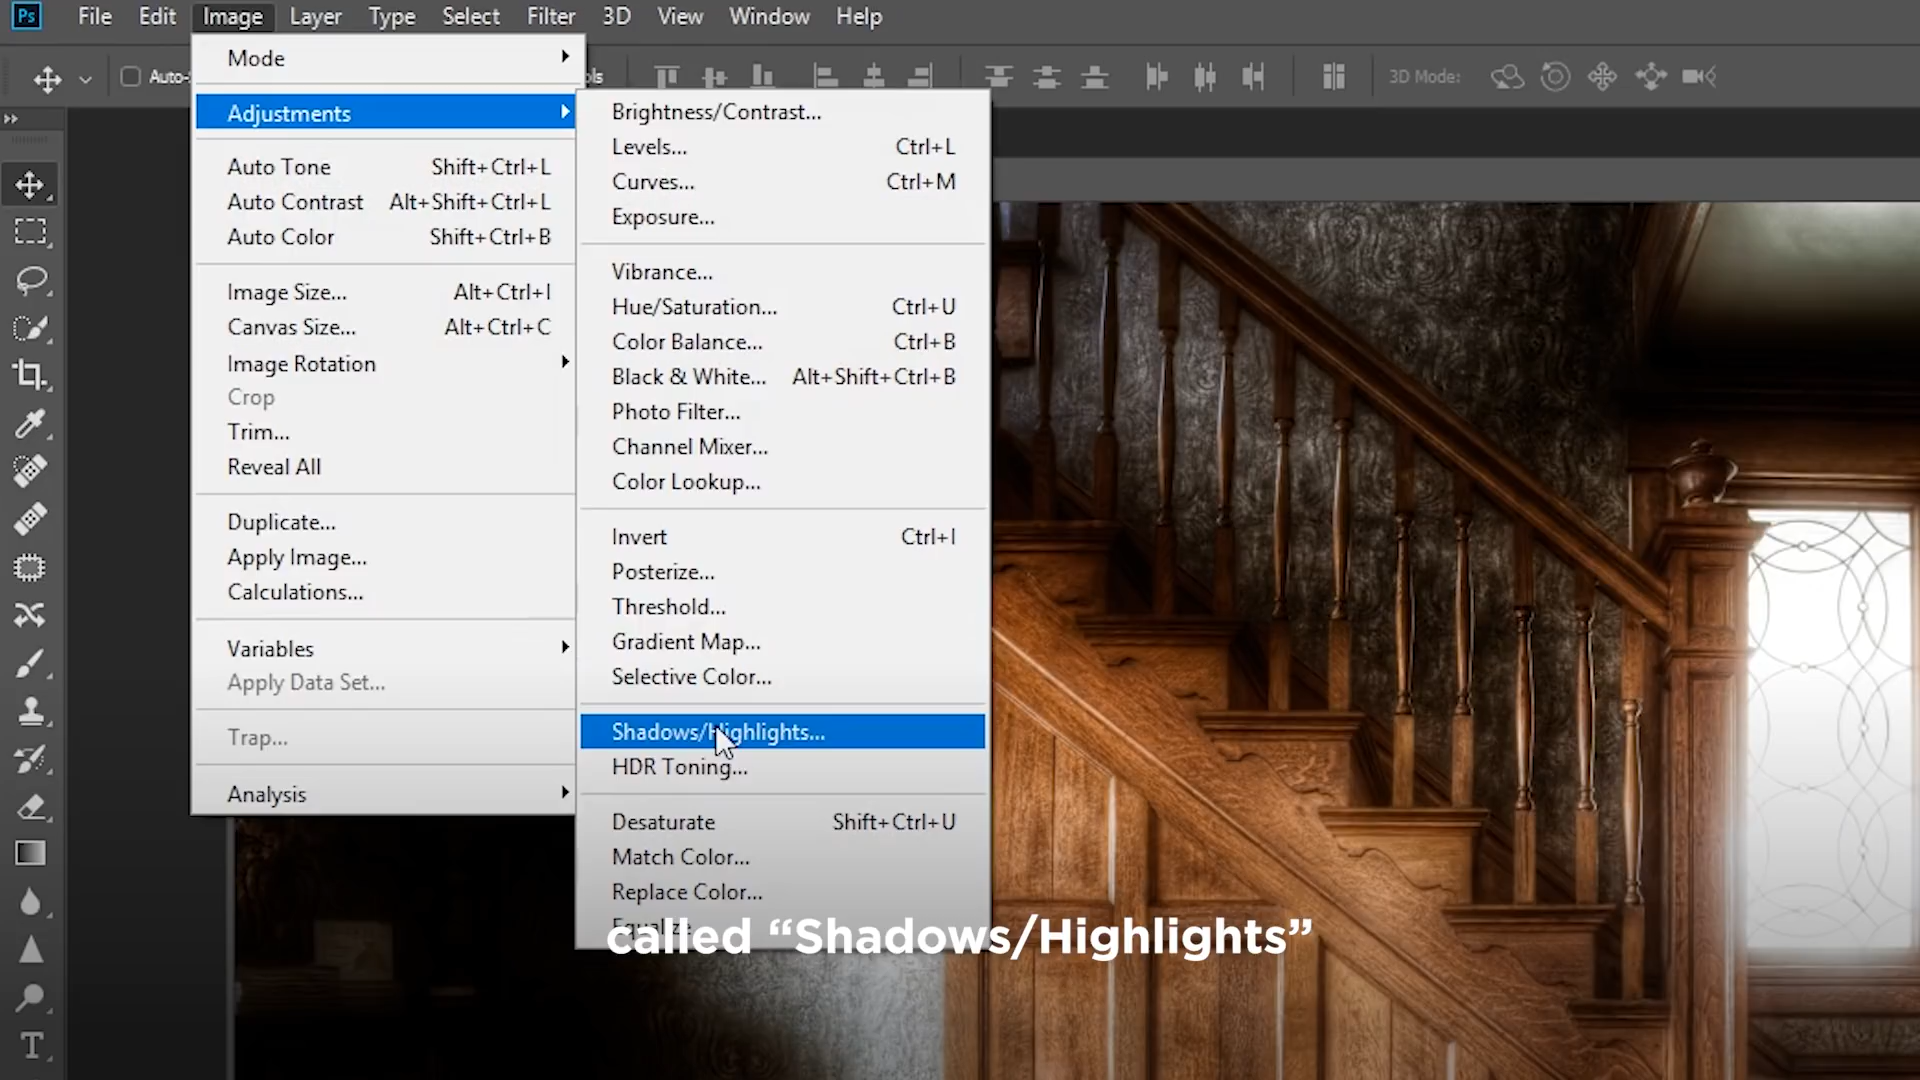 Ps File Edit Image Layer Type Select Filter 3D View Window Help
Auto- 3D Mode:
Mode
Adjustments
Auto Tone Shift+Ctrl+L
Auto Contrast Alt+Shift+Ctrl+L
Auto Color Shift+Ctrl+B
Image Size... Alt+Ctrl+I
Canvas Size... Alt+Ctrl+C
Image Rotation
Crop
Trim...
Reveal All
Duplicate...
Apply Image...
Calculations...
Variables
Apply Data Set...
Trap...
Analysis
Brightness/Contrast...
Levels... Ctrl+L
Curves... Ctrl+M
Exposure...
Vibrance...
Hue/Saturation... Ctrl+U
Color Balance... Ctrl+B
Black & White... Alt+Shift+Ctrl+B
Photo Filter...
Channel Mixer...
Color Lookup...
Invert Ctrl+I
Posterize...
Threshold...
Gradient Map...
Selective Color...
Shadows/Highlights...
HDR Toning...
Desaturate Shift+Ctrl+U
Match Color...
Replace Color...
Equalize
called “Shadows/Highlights”
T